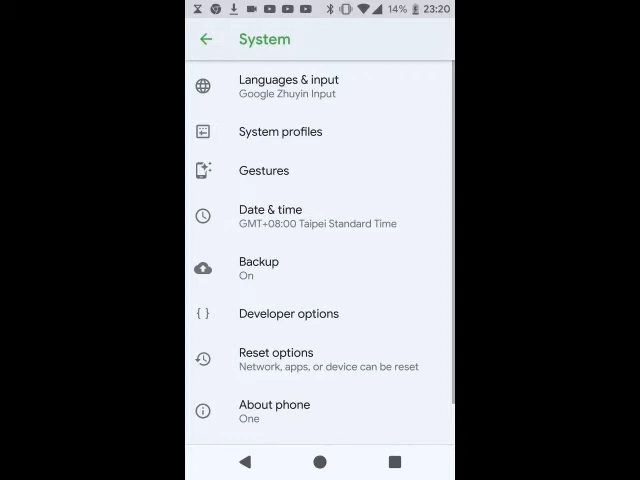 14% 23:20
System
Languages & input
Google Zhuyin Input
System profiles
Gestures
Date & time
GMT+08:00 Taipei Standard Time
Backup
On
{ } Developer options
Reset options
Network, apps, or device can be reset
About phone
One